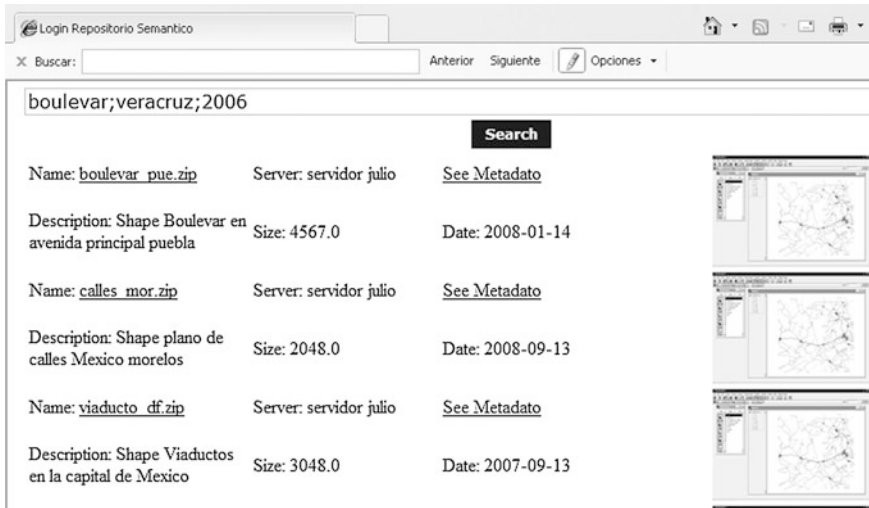 Login Repositorio Semantico
X Buscar: Anterior Siguiente Opciones
boulevar;veracruz;2006
Search
Name: boulevar_pue.zip Server: servidor julio See Metadato
Description: Shape Boulevar en avenida principal puebla Size: 4567.0 Date: 2008-01-14
Name: calles_mor.zip Server: servidor julio See Metadato
Description: Shape plano de calles Mexico morelos Size: 2048.0 Date: 2008-09-13
Name: viaducto_df.zip Server: servidor julio See Metadato
Description: Shape Viaductos en la capital de Mexico Size: 3048.0 Date: 2007-09-13